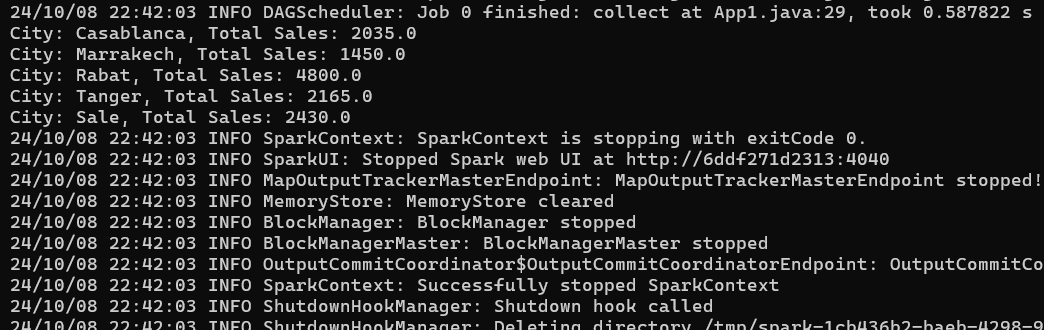 24/10/08 22:42:03 INFO DAGScheduler: Job 0 finished: collect at App1.java:29, took 0.587822 s
City: Casablanca, Total Sales: 2035.0
City: Marrakech, Total Sales: 1450.0
City: Rabat, Total Sales: 4800.0
City: Tanger, Total Sales: 2165.0
City: Sale, Total Sales: 2430.0
24/10/08 22:42:03 INFO SparkContext: SparkContext is stopping with exitCode 0.
24/10/08 22:42:03 INFO SparkUI: Stopped Spark web UI at http://6ddf271d2313:4040
24/10/08 22:42:03 INFO MapOutputTrackerMasterEndpoint: MapOutputTrackerMasterEndpoint stopped!
24/10/08 22:42:03 INFO MemoryStore: MemoryStore cleared
24/10/08 22:42:03 INFO BlockManager: BlockManager stopped
24/10/08 22:42:03 INFO BlockManagerMaster: BlockManagerMaster stopped
24/10/08 22:42:03 INFO OutputCommitCoordinator$OutputCommitCoordinatorEndpoint: OutputCommitCo
24/10/08 22:42:03 INFO SparkContext: Successfully stopped SparkContext
24/10/08 22:42:03 INFO ShutdownHookManager: Shutdown hook called
24/10/08 22:42:03 INFO ShutdownHookManager: Deleting directory /tmp/spark-1cb436b2-baeb-4298-9